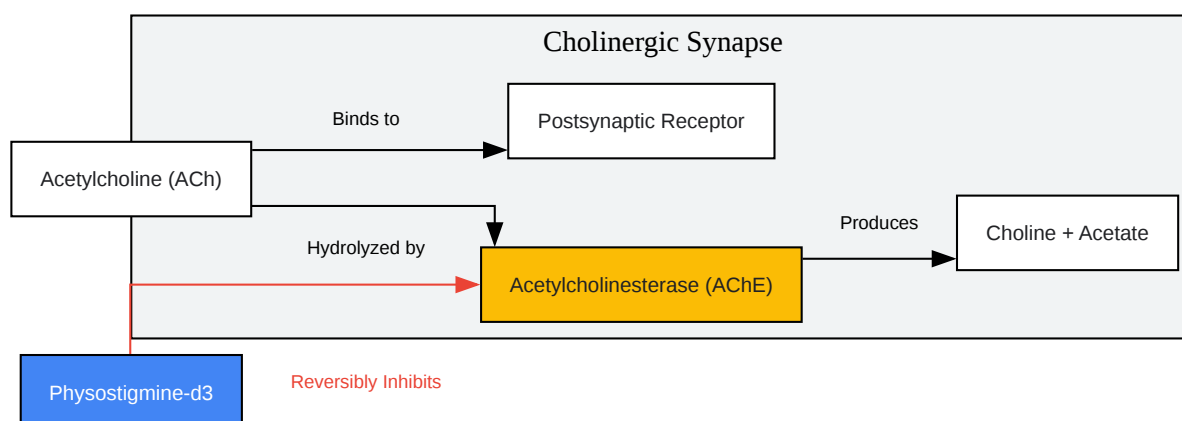 Cholinergic Synapse
Binds to
Postsynaptic Receptor
Acetylcholine (ACh)
Produces
Choline + Acetate
Hydrolyzed by
Acetylcholinesterase (AChE)
Reversibly Inhibits
Physostigmine-d3